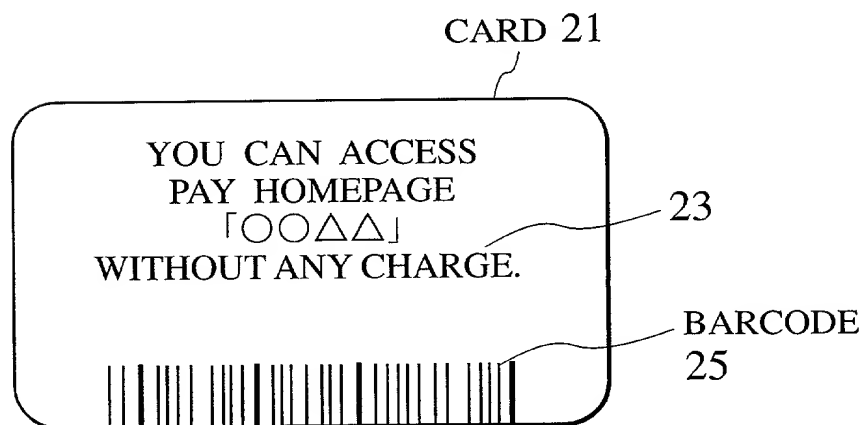 CARD 21
YOU CAN ACCESS
PAY HOMEPAGE
「○○△△」
WITHOUT ANY CHARGE.
23
BARCODE
25